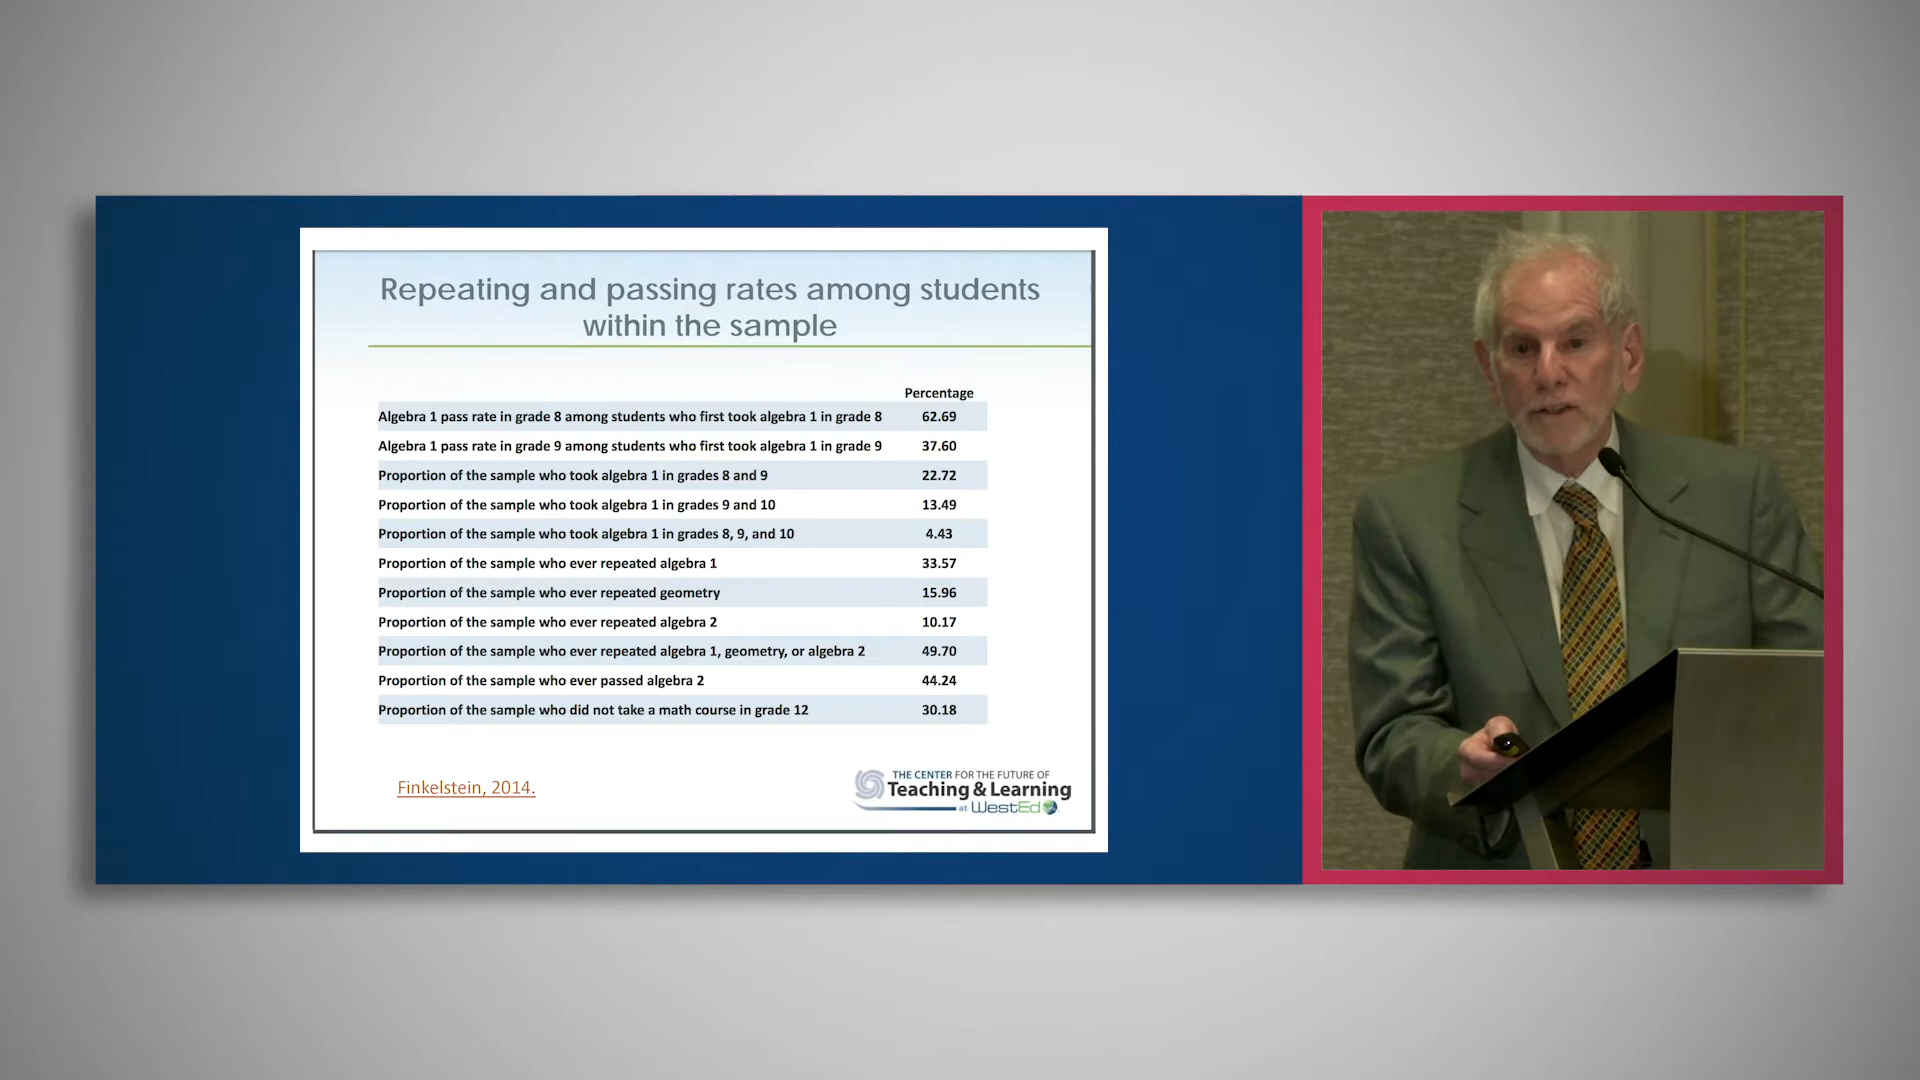 Repeating and passing rates among students
within the sample
Percentage
Algebra 1 pass rate in grade 8 among students who first took algebra 1 in grade 8 62.69
Algebra 1 pass rate in grade 9 among students who first took algebra 1 in grade 9 37.60
Proportion of the sample who took algebra 1 in grades 8 and 9 22.72
Proportion of the sample who took algebra 1 in grades 9 and 10 13.49
Proportion of the sample who took algebra 1 in grades 8, 9, and 10 4.43
Proportion of the sample who ever repeated algebra 1 33.57
Proportion of the sample who ever repeated geometry 15.96
Proportion of the sample who ever repeated algebra 2 10.17
Proportion of the sample who ever repeated algebra 1, geometry, or algebra 2 49.70
Proportion of the sample who ever passed algebra 2 44.24
Proportion of the sample who did not take a math course in grade 12 30.18
Finkelstein, 2014.
THE CENTER FOR THE FUTURE OF
Teaching & Learning
at WestEd